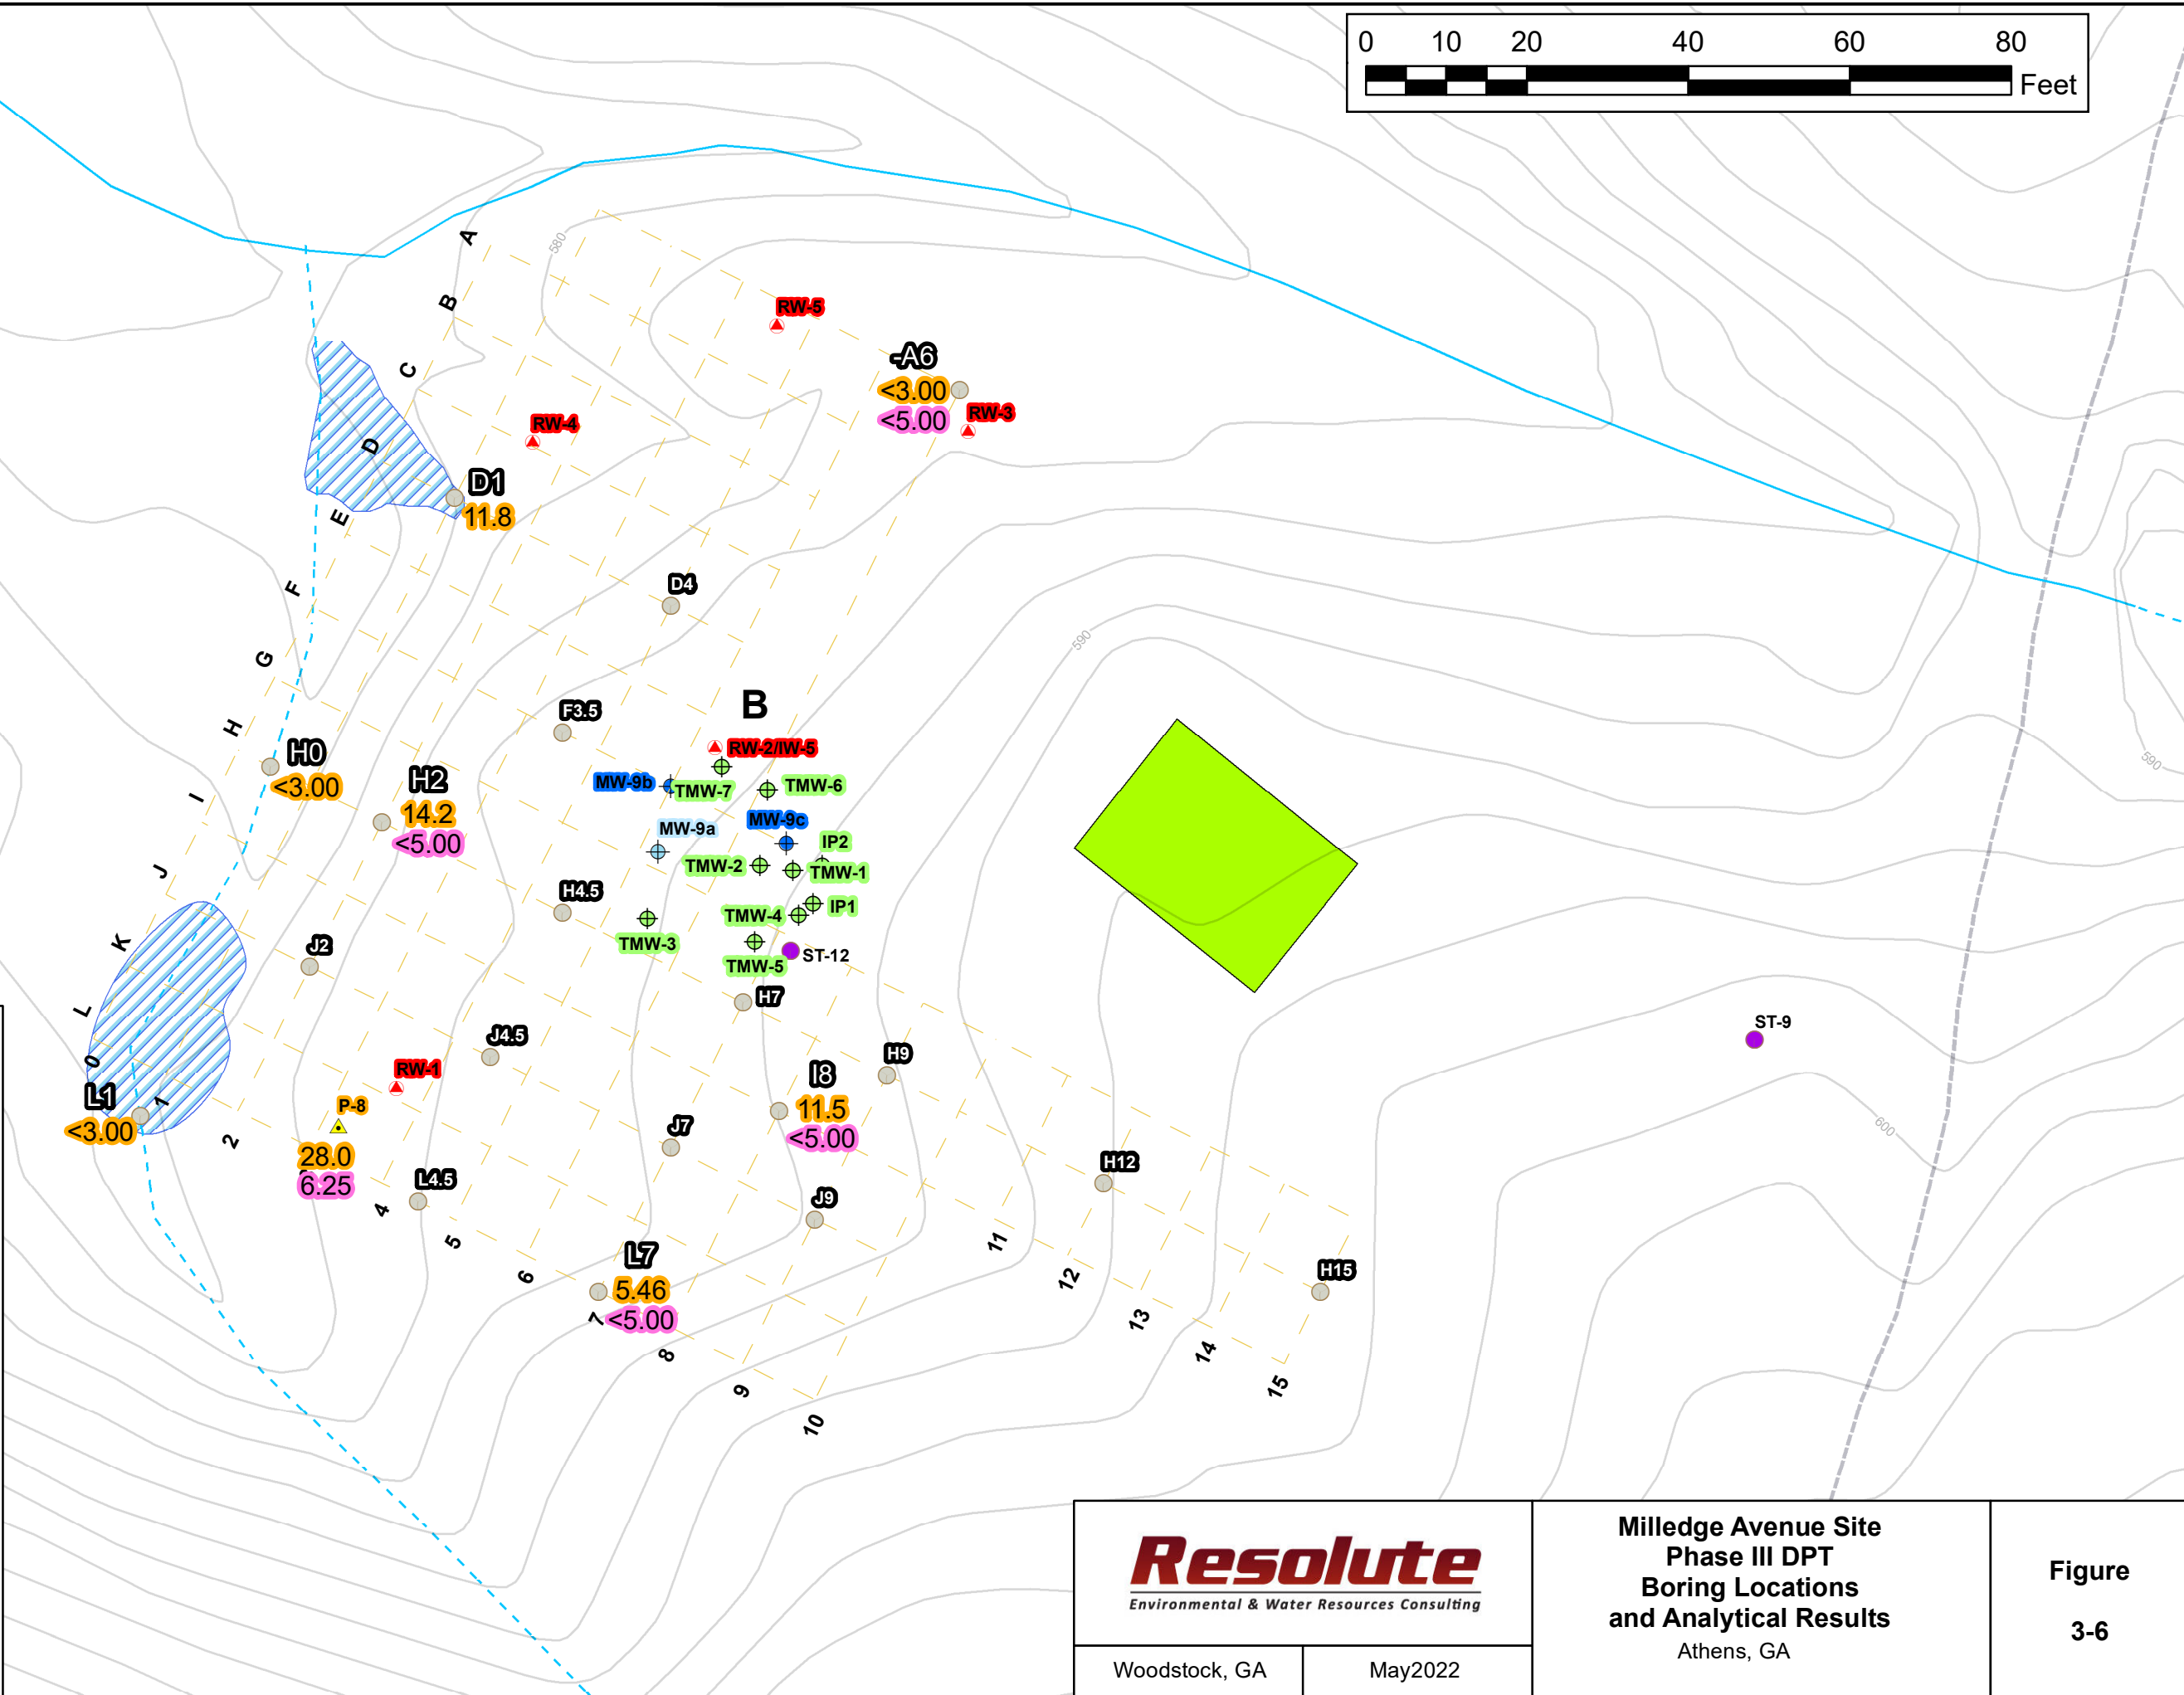 0 10 20 40 60 80
Feet
A
580
B
RW-5
-A6
<3.00
<5.00
RW-3
C
RW-4
D
D1
11.8
E
F
D4
590
G
F3.5
B
H
H0
<3.00
RW-2/IW-5
H2
14.2
<5.00
MW-9b
TMW-7
TMW-6
590
I
MW-9a
MW-9c
IP2
TMW-2
TMW-1
J
H4.5
TMW-4
IP1
TMW-3
K
J2
TMW-5
ST-12
H7
L
ST-9
J4.5
0
H9
RW-1
L1
<3.00
1
P-8
I8
11.5
<5.00
600
2
28.0
6.25
J7
H12
L4.5
4
J9
5
11
L7
5.46
<5.00
6
12
H15
7
13
8
14
9
15
10
Resolute
Environmental & Water Resources Consulting
Woodstock, GA
May2022
Milledge Avenue Site
Phase III DPT
Boring Locations
and Analytical Results
Athens, GA
Figure
3-6